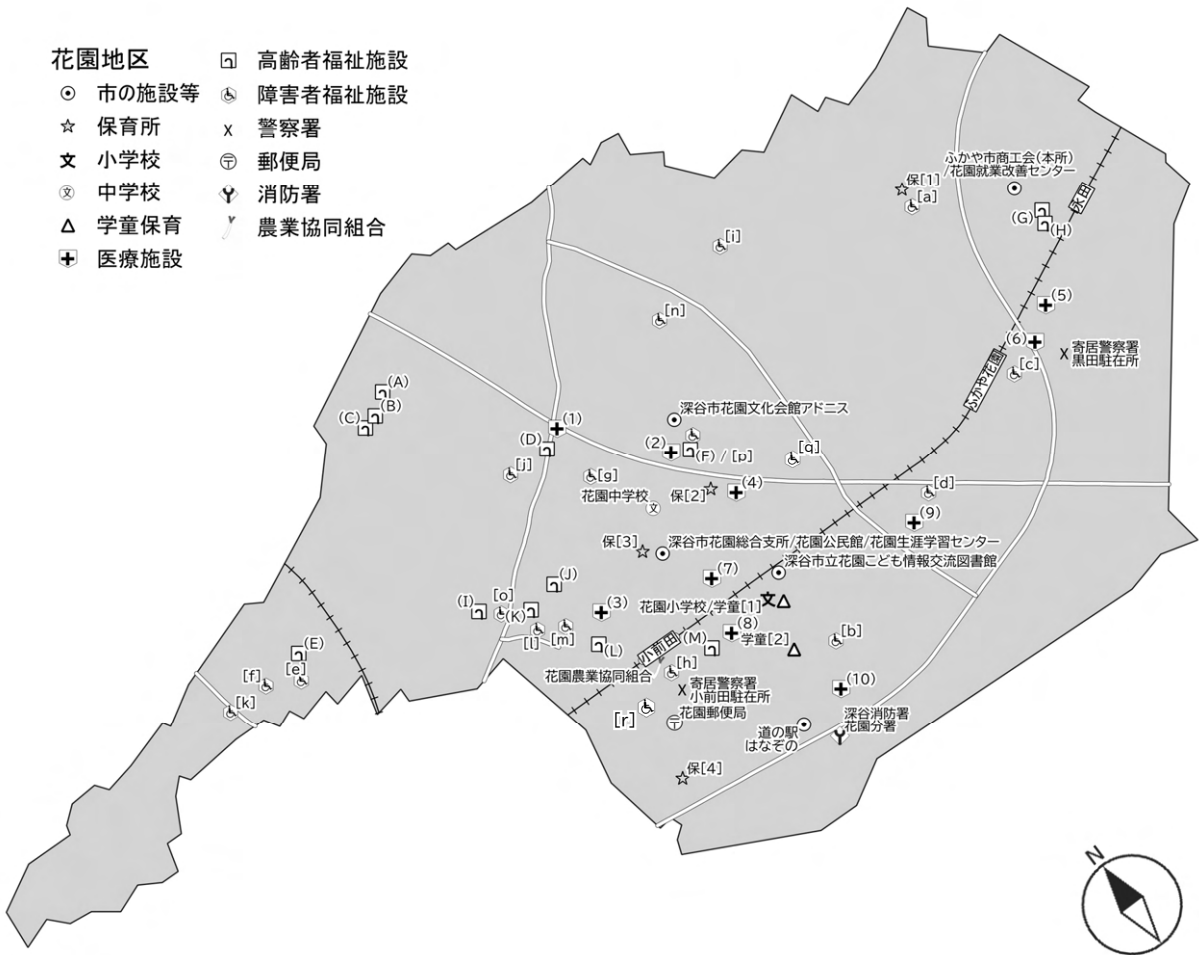 花園地区
市の施設等
保育所
小学校
中学校
学童保育
医療施設
高齢者福祉施設
障害者福祉施設
警察署
郵便局
消防署
農業協同組合
ふかや市商工会(本所)
/花園就業改善センター
保[1]
[a]
(G)
(H)
永田
[i]
[n]
(5)
(6)
寄居警察署
黒田駐在所
[c]
ふかや花園
(A)
(B)
(C)
(1)
(D)
深谷市花園文化会館アドニス
(2)
(F) / [p]
[q]
[j]
[g]
花園中学校
文
保[2]
(4)
[d]
(9)
保[3]
深谷市花園総合支所/花園公民館/花園生涯学習センター
深谷市立花園こども情報交流図書館
(7)
(J)
(I)
[o]
(K)
(3)
花園小学校/学童[1]
文
[l]
[m]
(L)
小前田
(M)
(8)
学童[2]
[b]
(E)
[e]
[f]
[k]
花園農業協同組合
[h]
寄居警察署
小前田駐在所
[r]
〒
花園郵便局
(10)
道の駅
はなぞの
深谷消防署
花園分署
保[4]
N